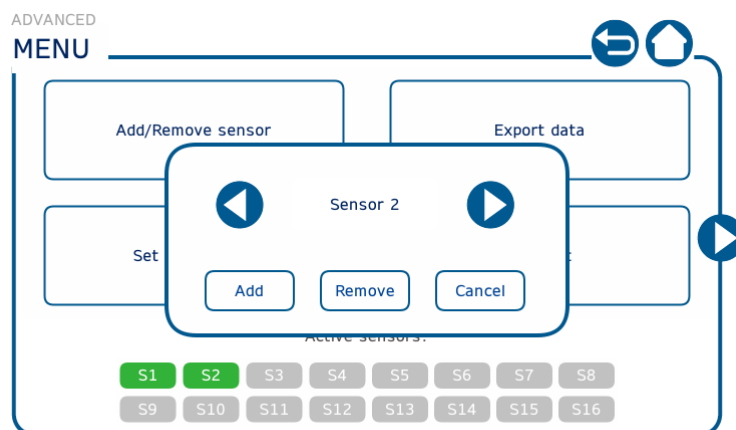 ADVANCED
MENU
Add/Remove sensor
Export data
Sensor 2
Set
Add
Remove
Cancel
Active sensors:
S1 S2 S3 S4 S5 S6 S7 S8
S9 S10 S11 S12 S13 S14 S15 S16